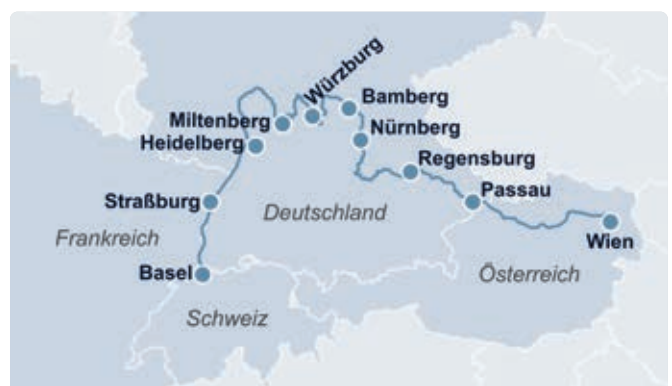 Würzburg
Bamberg
Miltenberg
Nürnberg
Heidelberg
Regensburg
Passau
Straßburg
Deutschland
Frankreich
Wien
Basel
Österreich
Schweiz